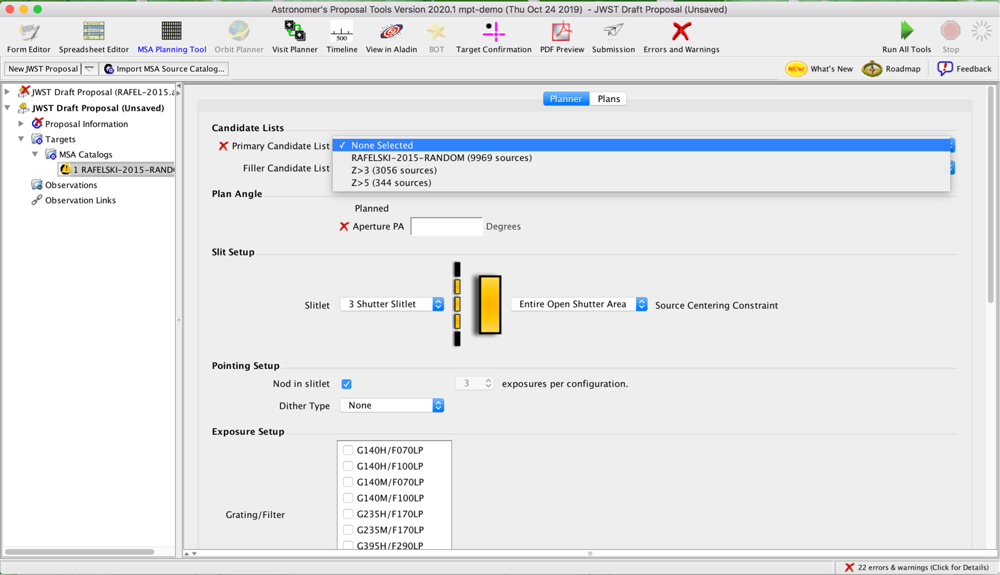 Astronomer's Proposal Tools Version 2020.1 mpt-demo (Thu Oct 24 2019) - JWST Draft Proposal (Unsaved)
Form Editor Spreadsheet Editor MSA Planning Tool Orbit Planner Visit Planner 500 Timeline View in Aladin BOT Target Confirmation PDF Preview Submission Errors and Warnings Run All Tools Stop
New JWST Proposal Import MSA Source Catalog... NEW What's New Roadmap Feedback
JWST Draft Proposal (RAFEL-2015.a
JWST Draft Proposal (Unsaved)
Proposal Information
Targets
MSA Catalogs
1 RAFELSKI-2015-RAND
Observations
Observation Links
Planner Plans
Candidate Lists
Primary Candidate List
✓ None Selected
RAFELSKI-2015-RANDOM (9969 sources)
Filler Candidate List
Z>3 (3056 sources)
Z>5 (344 sources)
Plan Angle
Planned
Aperture PA Degrees
Slit Setup
Slitlet 3 Shutter Slitlet Entire Open Shutter Area Source Centering Constraint
Pointing Setup
Nod in slitlet 3 exposures per configuration.
Dither Type None
Exposure Setup
Grating/Filter
G140H/F070LP
G140H/F100LP
G140M/F070LP
G140M/F100LP
G235H/F170LP
G235M/F170LP
G395H/F290LP
22 errors & warnings (Click for Details)